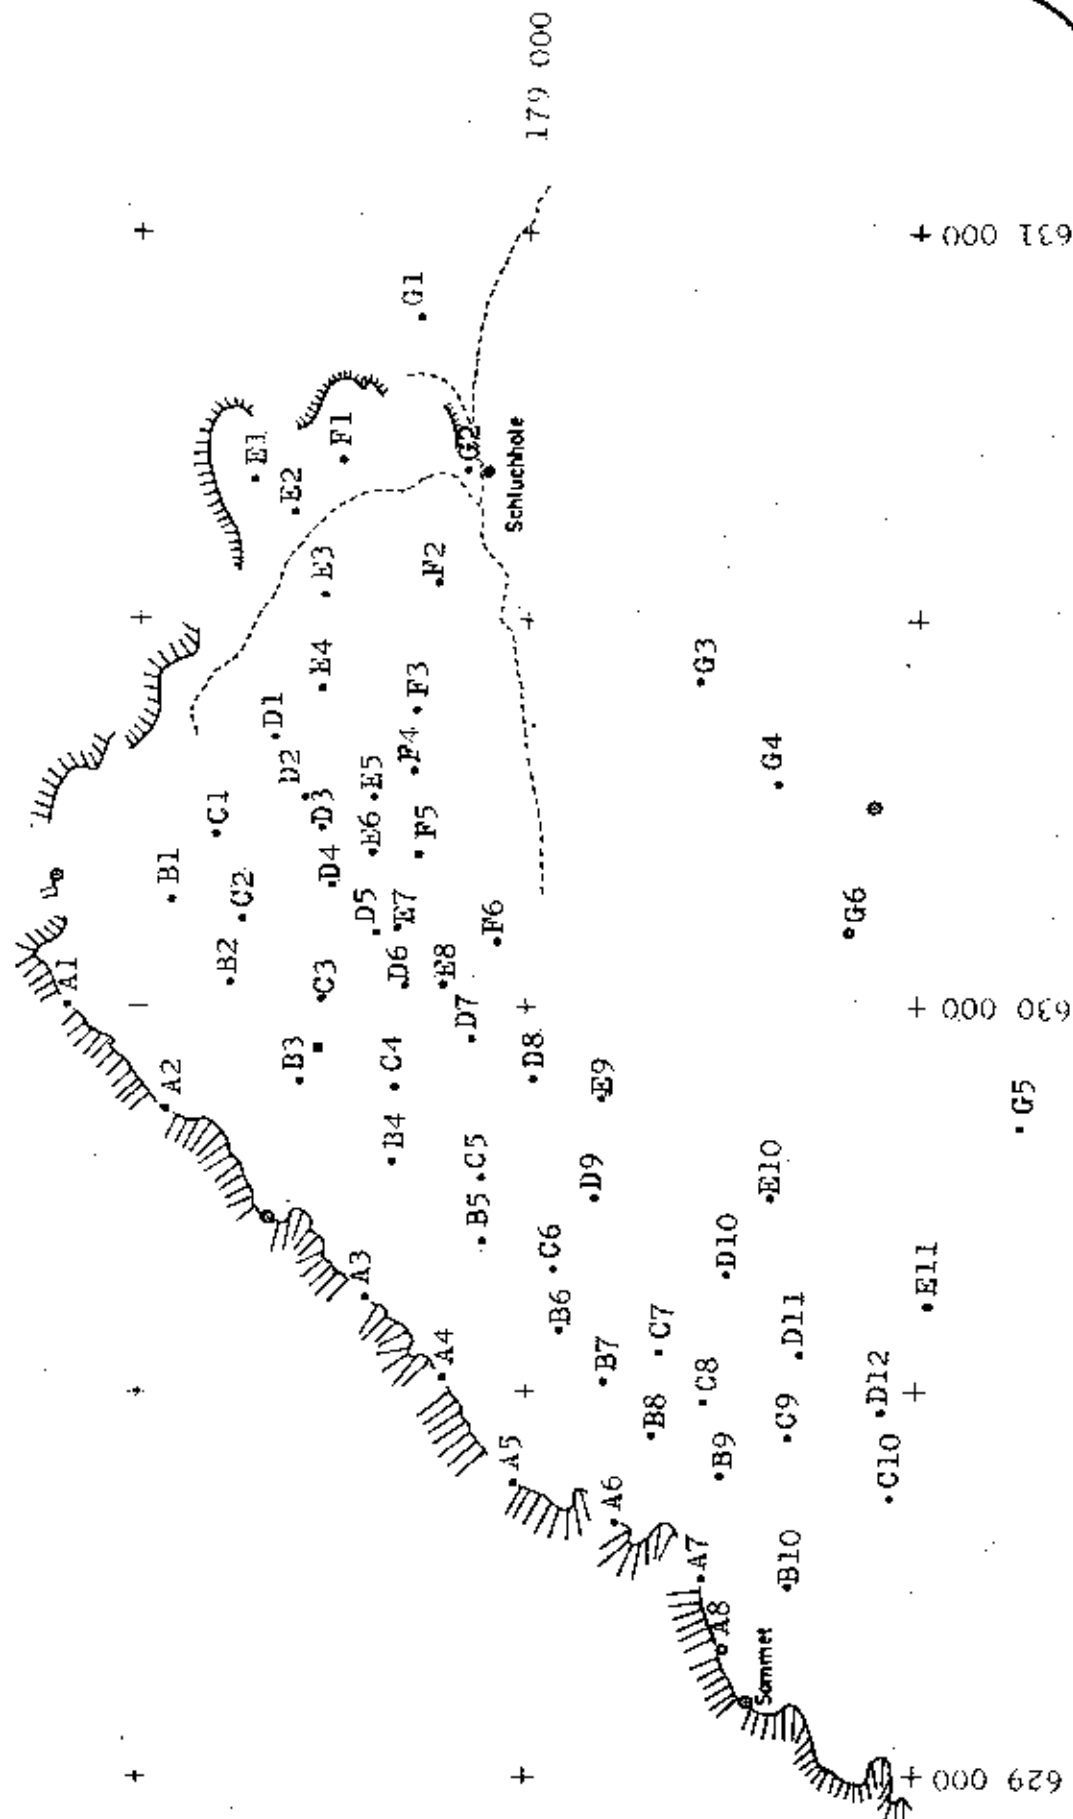 179 000
631 000
G1
E1
F1
G2
E2
Schluchhole
E3
F2
E4
G3
D1
F3
D2
F4
G4
C1
D3
E5
E6
F5
B1
D4
C2
D5
E7
F6
G6
B2
A1
C3
D6
E8
630 000
D7
B3
C4
D8
E9
A2
G5
B4
C5
D9
E10
B5
C6
D10
A3
B6
E11
C7
D11
A4
B7
C8
D12
B8
C9
A5
B9
C10
A6
A7
B10
A8
Sommet
629 000